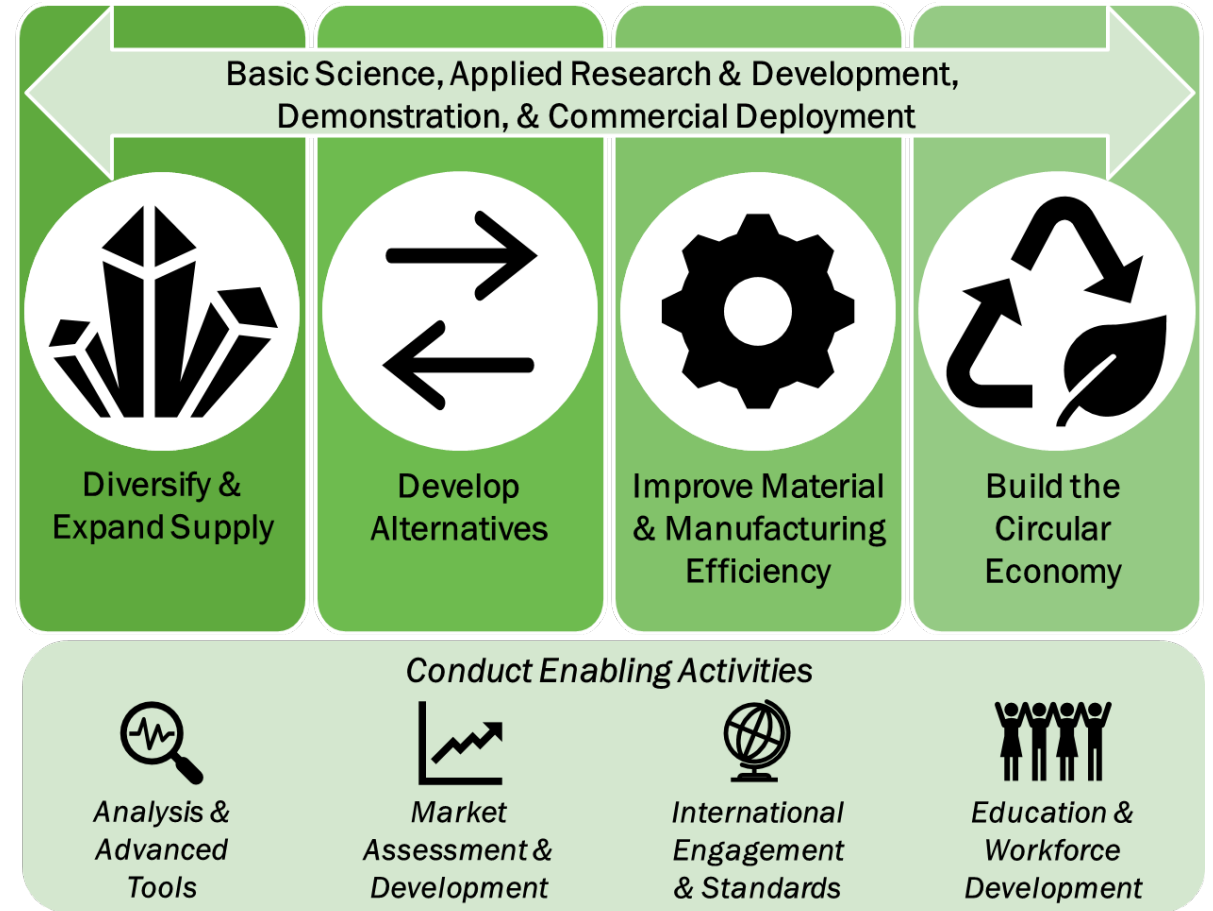 Basic Science, Applied Research & Development,
Demonstration, & Commercial Deployment
Diversify &
Expand Supply
Develop
Alternatives
Improve Material
& Manufacturing
Efficiency
Build the
Circular
Economy
Conduct Enabling Activities
Analysis &
Advanced
Tools
Market
Assessment &
Development
International
Engagement
& Standards
Education &
Workforce
Development